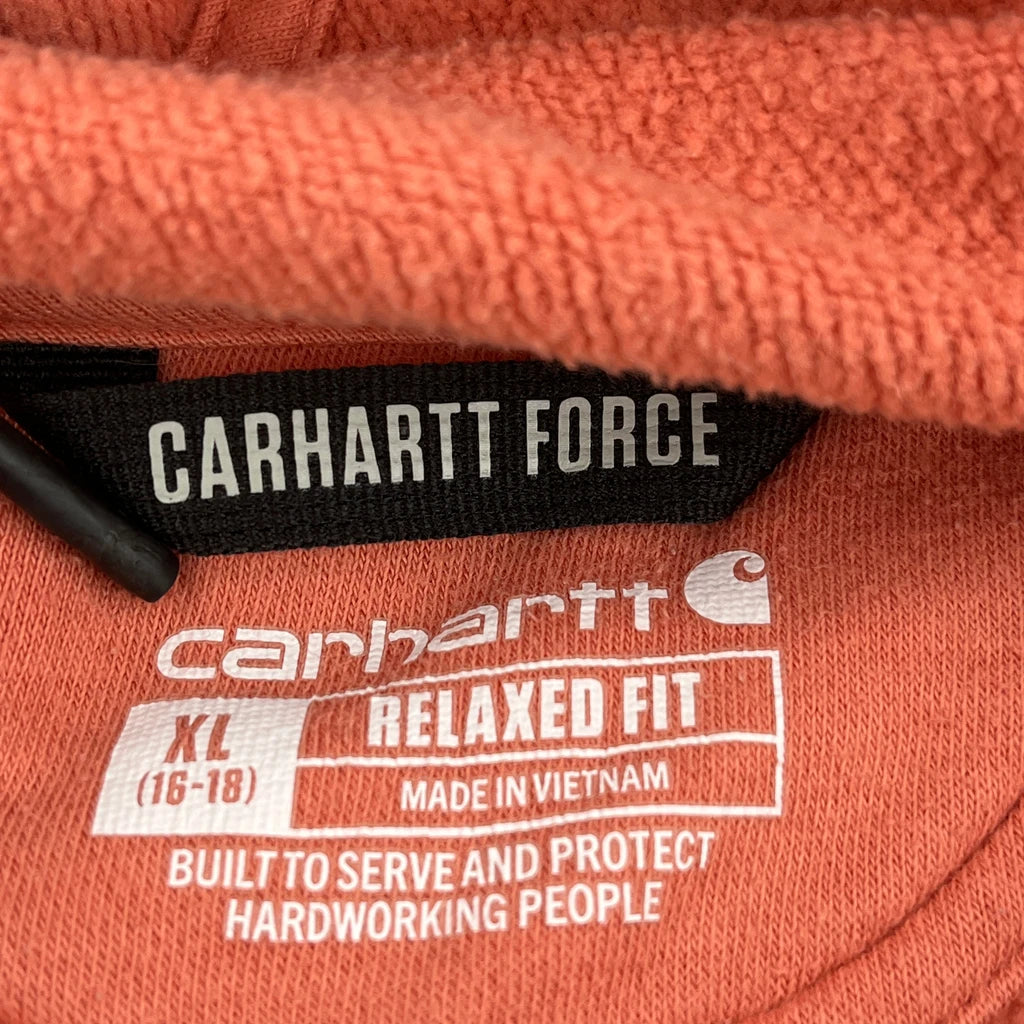 CARHARTT FORCE
carhartt
XL
(16-18)
RELAXED FIT
MADE IN VIETNAM
BUILT TO SERVE AND PROTECT
HARDWORKING PEOPLE